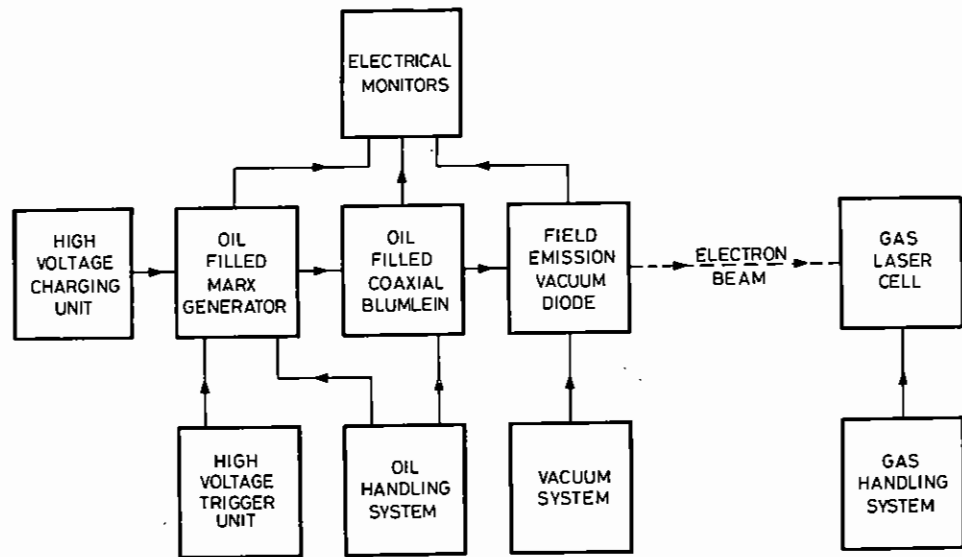 ELECTRICAL
MONITORS
HIGH
VOLTAGE
CHARGING
UNIT
OIL
FILLED
MARX
GENERATOR
OIL
FILLED
COAXIAL
BLUMLEIN
FIELD
EMISSION
VACUUM
DIODE
ELECTRON
BEAM
GAS
LASER
CELL
HIGH
VOLTAGE
TRIGGER
UNIT
OIL
HANDLING
SYSTEM
VACUUM
SYSTEM
GAS
HANDLING
SYSTEM